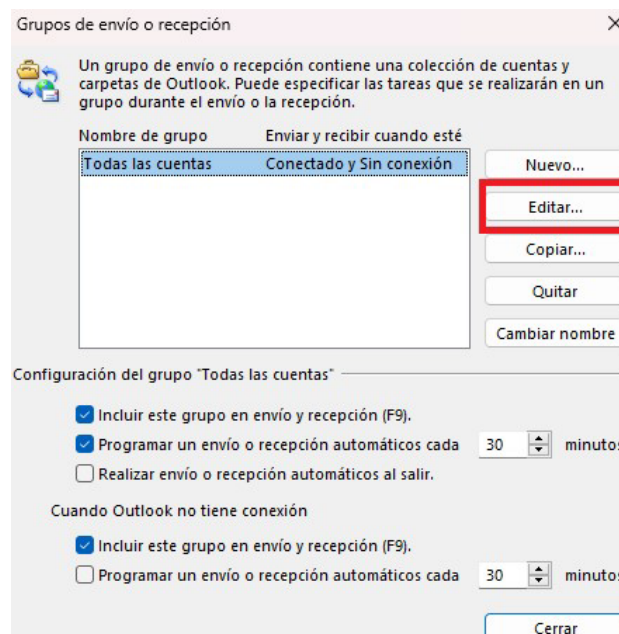 Grupos de envío o recepción
Un grupo de envío o recepción contiene una colección de cuentas y
carpetas de Outlook. Puede especificar las tareas que se realizarán en un
grupo durante el envío o la recepción.
Nombre de grupo Enviar y recibir cuando esté
Todas las cuentas Conectado y Sin conexión
Nuevo...
Editar...
Copiar...
Quitar
Cambiar nombre
Configuración del grupo "Todas las cuentas"
Incluir este grupo en envío y recepción (F9).
Programar un envío o recepción automáticos cada 30 minutos
Realizar envío o recepción automáticos al salir.
Cuando Outlook no tiene conexión
Incluir este grupo en envío y recepción (F9).
Programar un envío o recepción automáticos cada 30 minutos
Cerrar